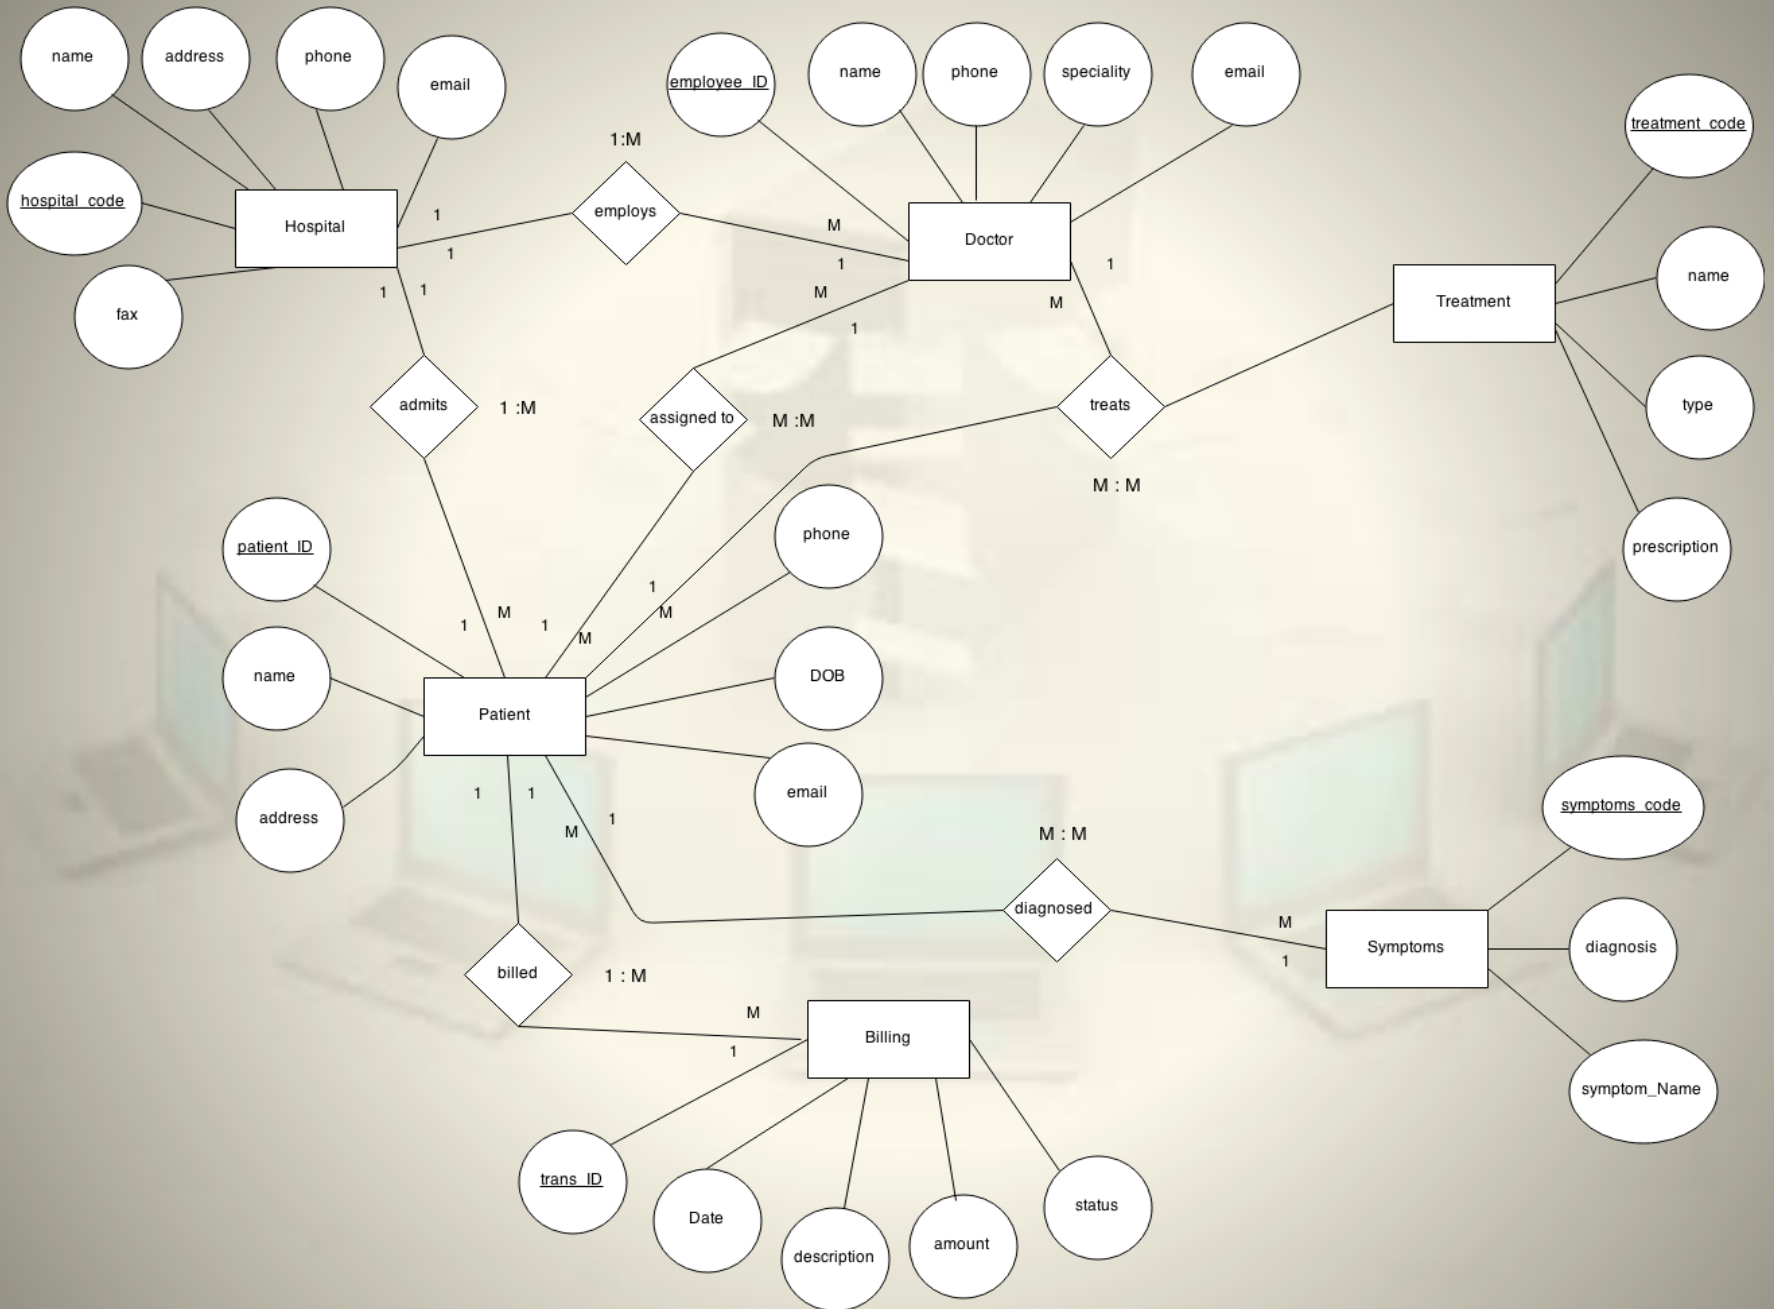 name
address
phone
email
hospital_code
fax
Hospital
1
1
1
1
1:M
employs
employee_ID
name
phone
speciality
email
M
1
Doctor
M
1
1
M
treatment_code
name
type
prescription
Treatment
admits
1 :M
assigned to
M :M
treats
M : M
patient_ID
name
address
phone
DOB
email
1
M
1
M
1
M
Patient
1
1
M
1
M : M
diagnosed
M
1
Symptoms
symptoms_code
diagnosis
symptom_Name
billed
1 : M
M
1
Billing
trans_ID
Date
description
amount
status